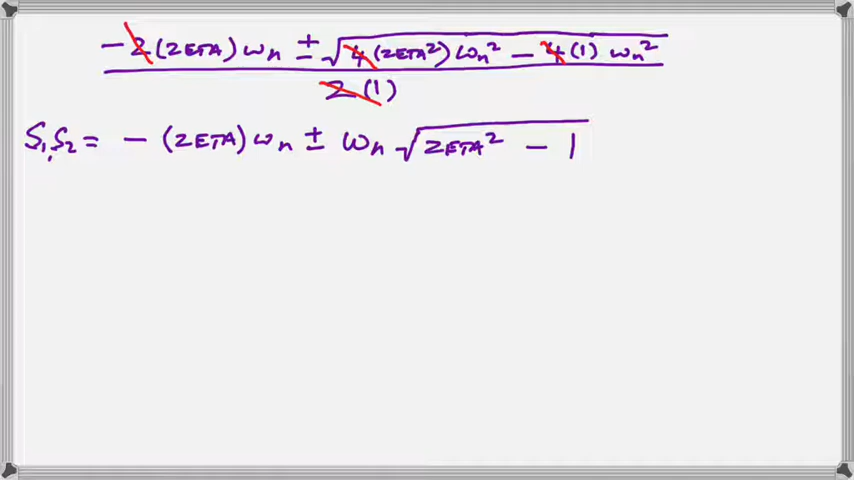 -2(ZETA)ωn ± √4(ZETA²)ωn² - 4(1)ωn²
2(1)
S1,S2 = -(ZETA)ωn ± ωn√ZETA² - 1